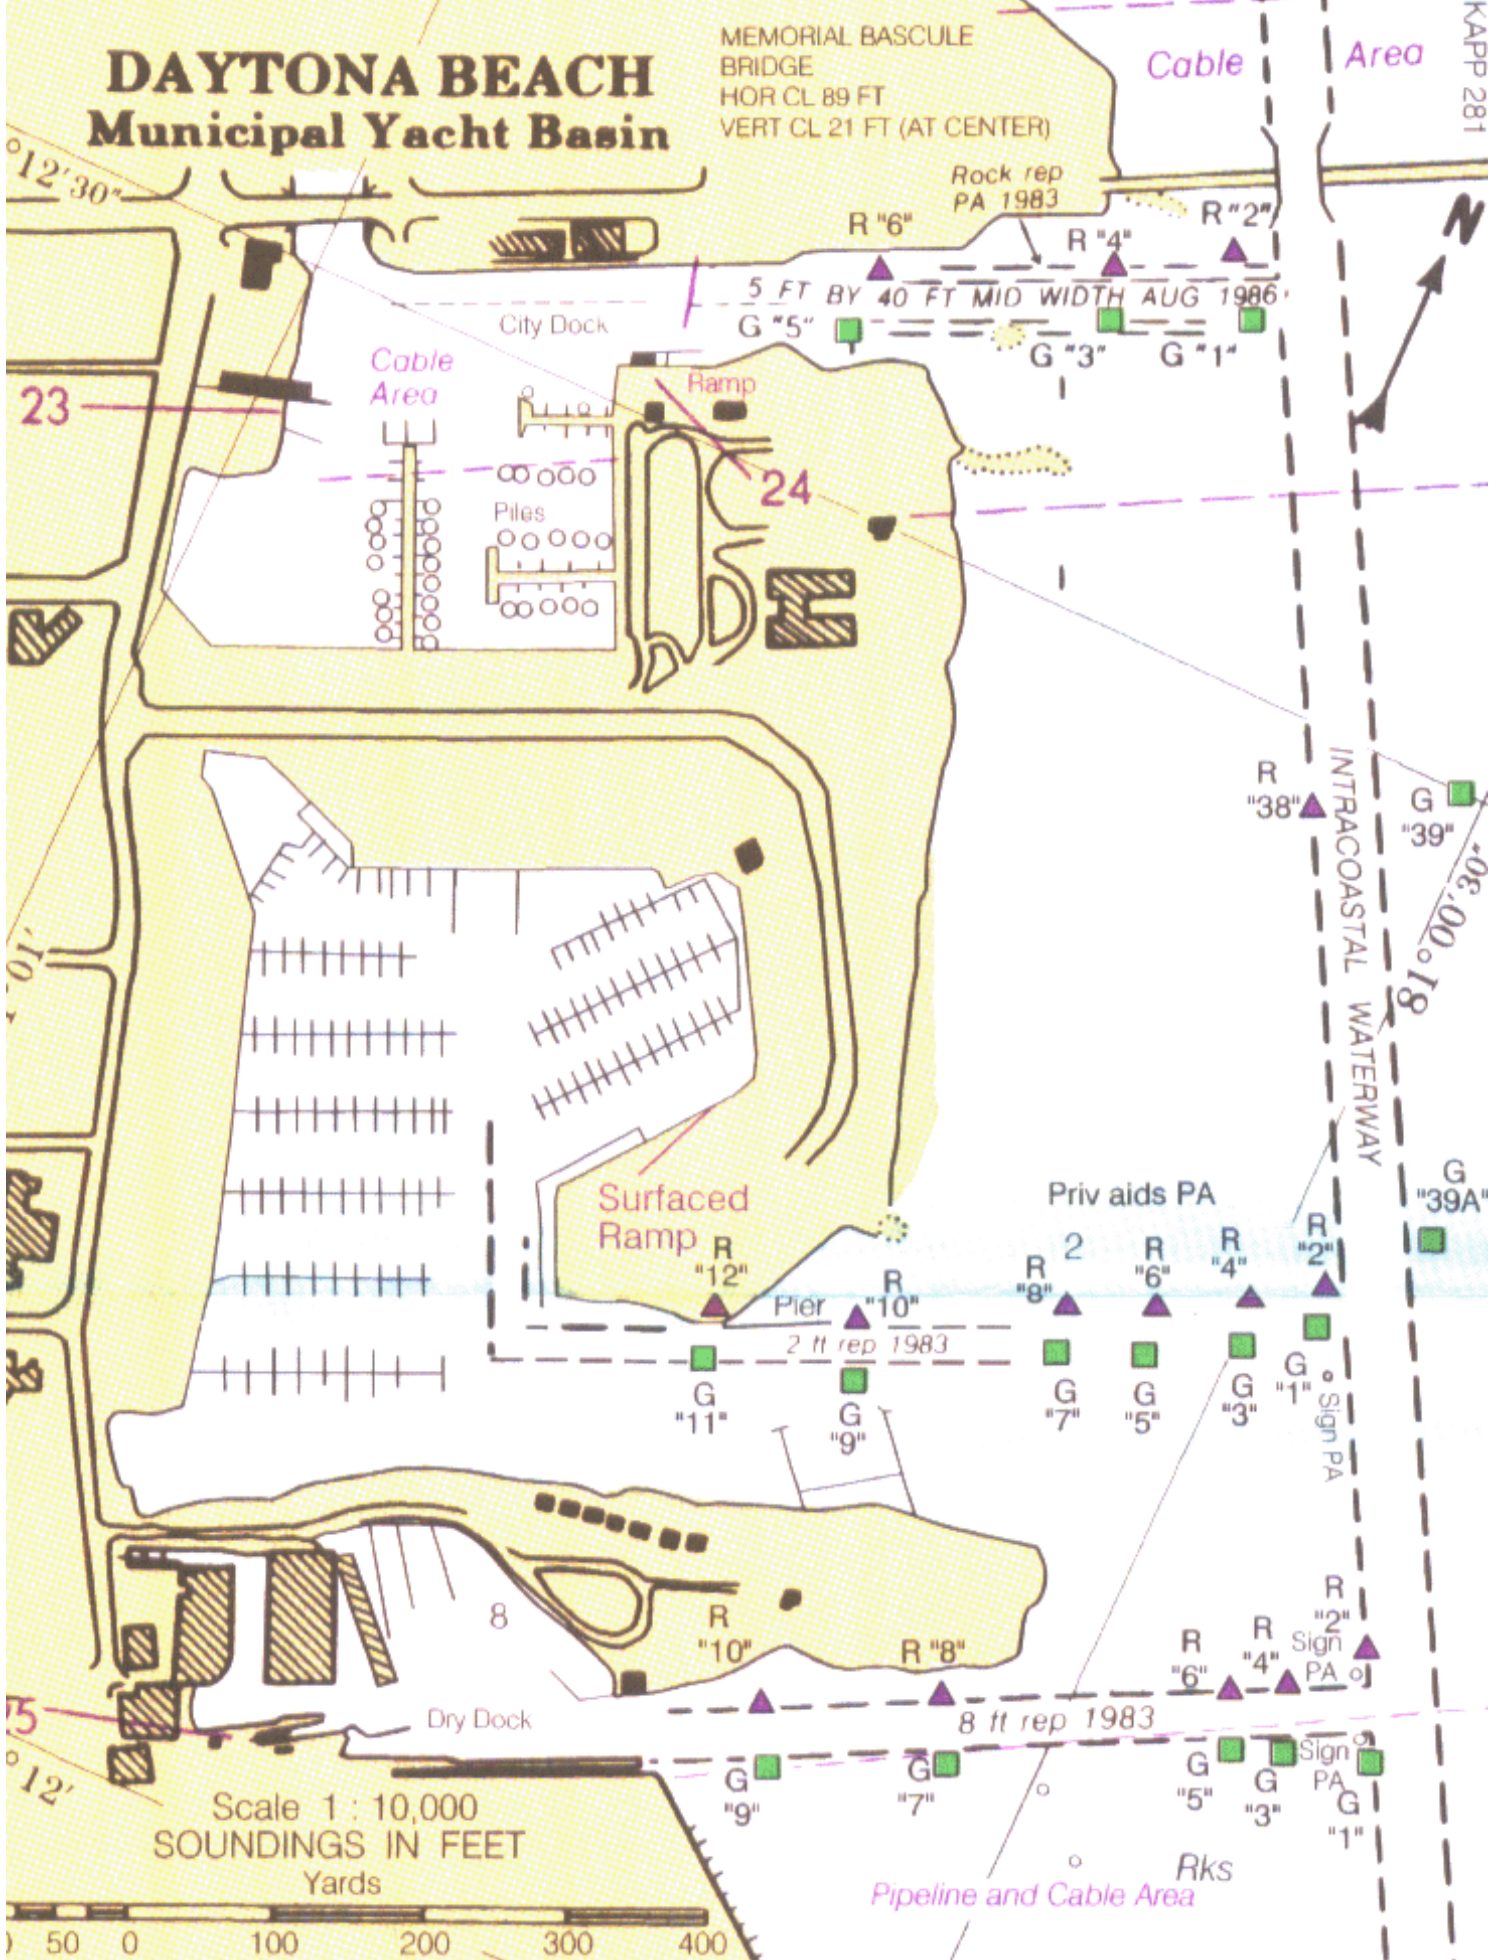 DAYTONA BEACH
Municipal Yacht Basin
MEMORIAL BASCULE
BRIDGE
HOR CL 89 FT
VERT CL 21 FT (AT CENTER)
Cable Area
KAPP 281
°12'30"
Rock rep
PA 1983
N
R "6"
R "4"
R "2"
5 FT BY 40 FT MID WIDTH AUG 1986
City Dock
G "5"
G "3"
G "1"
Cable
Area
Ramp
23
24
Piles
R
"38"
G
"39"
INTRACOASTAL WATERWAY
81°00'30"
01'
G
"39A"
Priv aids PA
Surfaced
Ramp
2
R
"12"
R
"10"
R
"8"
R
"6"
R
"4"
R
"2"
Pier
2 ft rep 1983
G
"11"
G
"9"
G
"7"
G
"5"
G
"3"
G
"1"
Sign PA
8
R
"10"
R "8"
R
"6"
R
"4"
R
"2"
Sign
PA
25
Dry Dock
8 ft rep 1983
G
"9"
G
"7"
G
"5"
G
"3"
Sign
PA
G
"1"
°12'
Scale 1 : 10,000
SOUNDINGS IN FEET
Yards
Rks
Pipeline and Cable Area
50 0 100 200 300 400